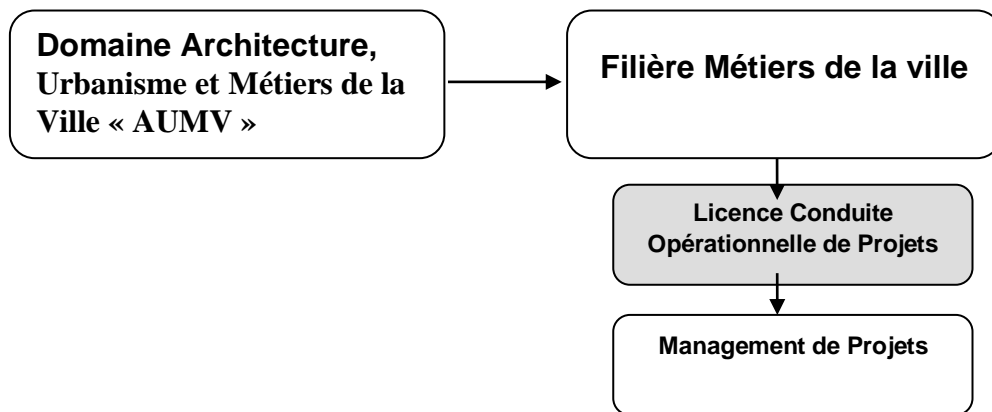 Domaine Architecture,
Urbanisme et Métiers de la
Ville « AUMV »
Filière Métiers de la ville
Licence Conduite
Opérationnelle de Projets
Management de Projets